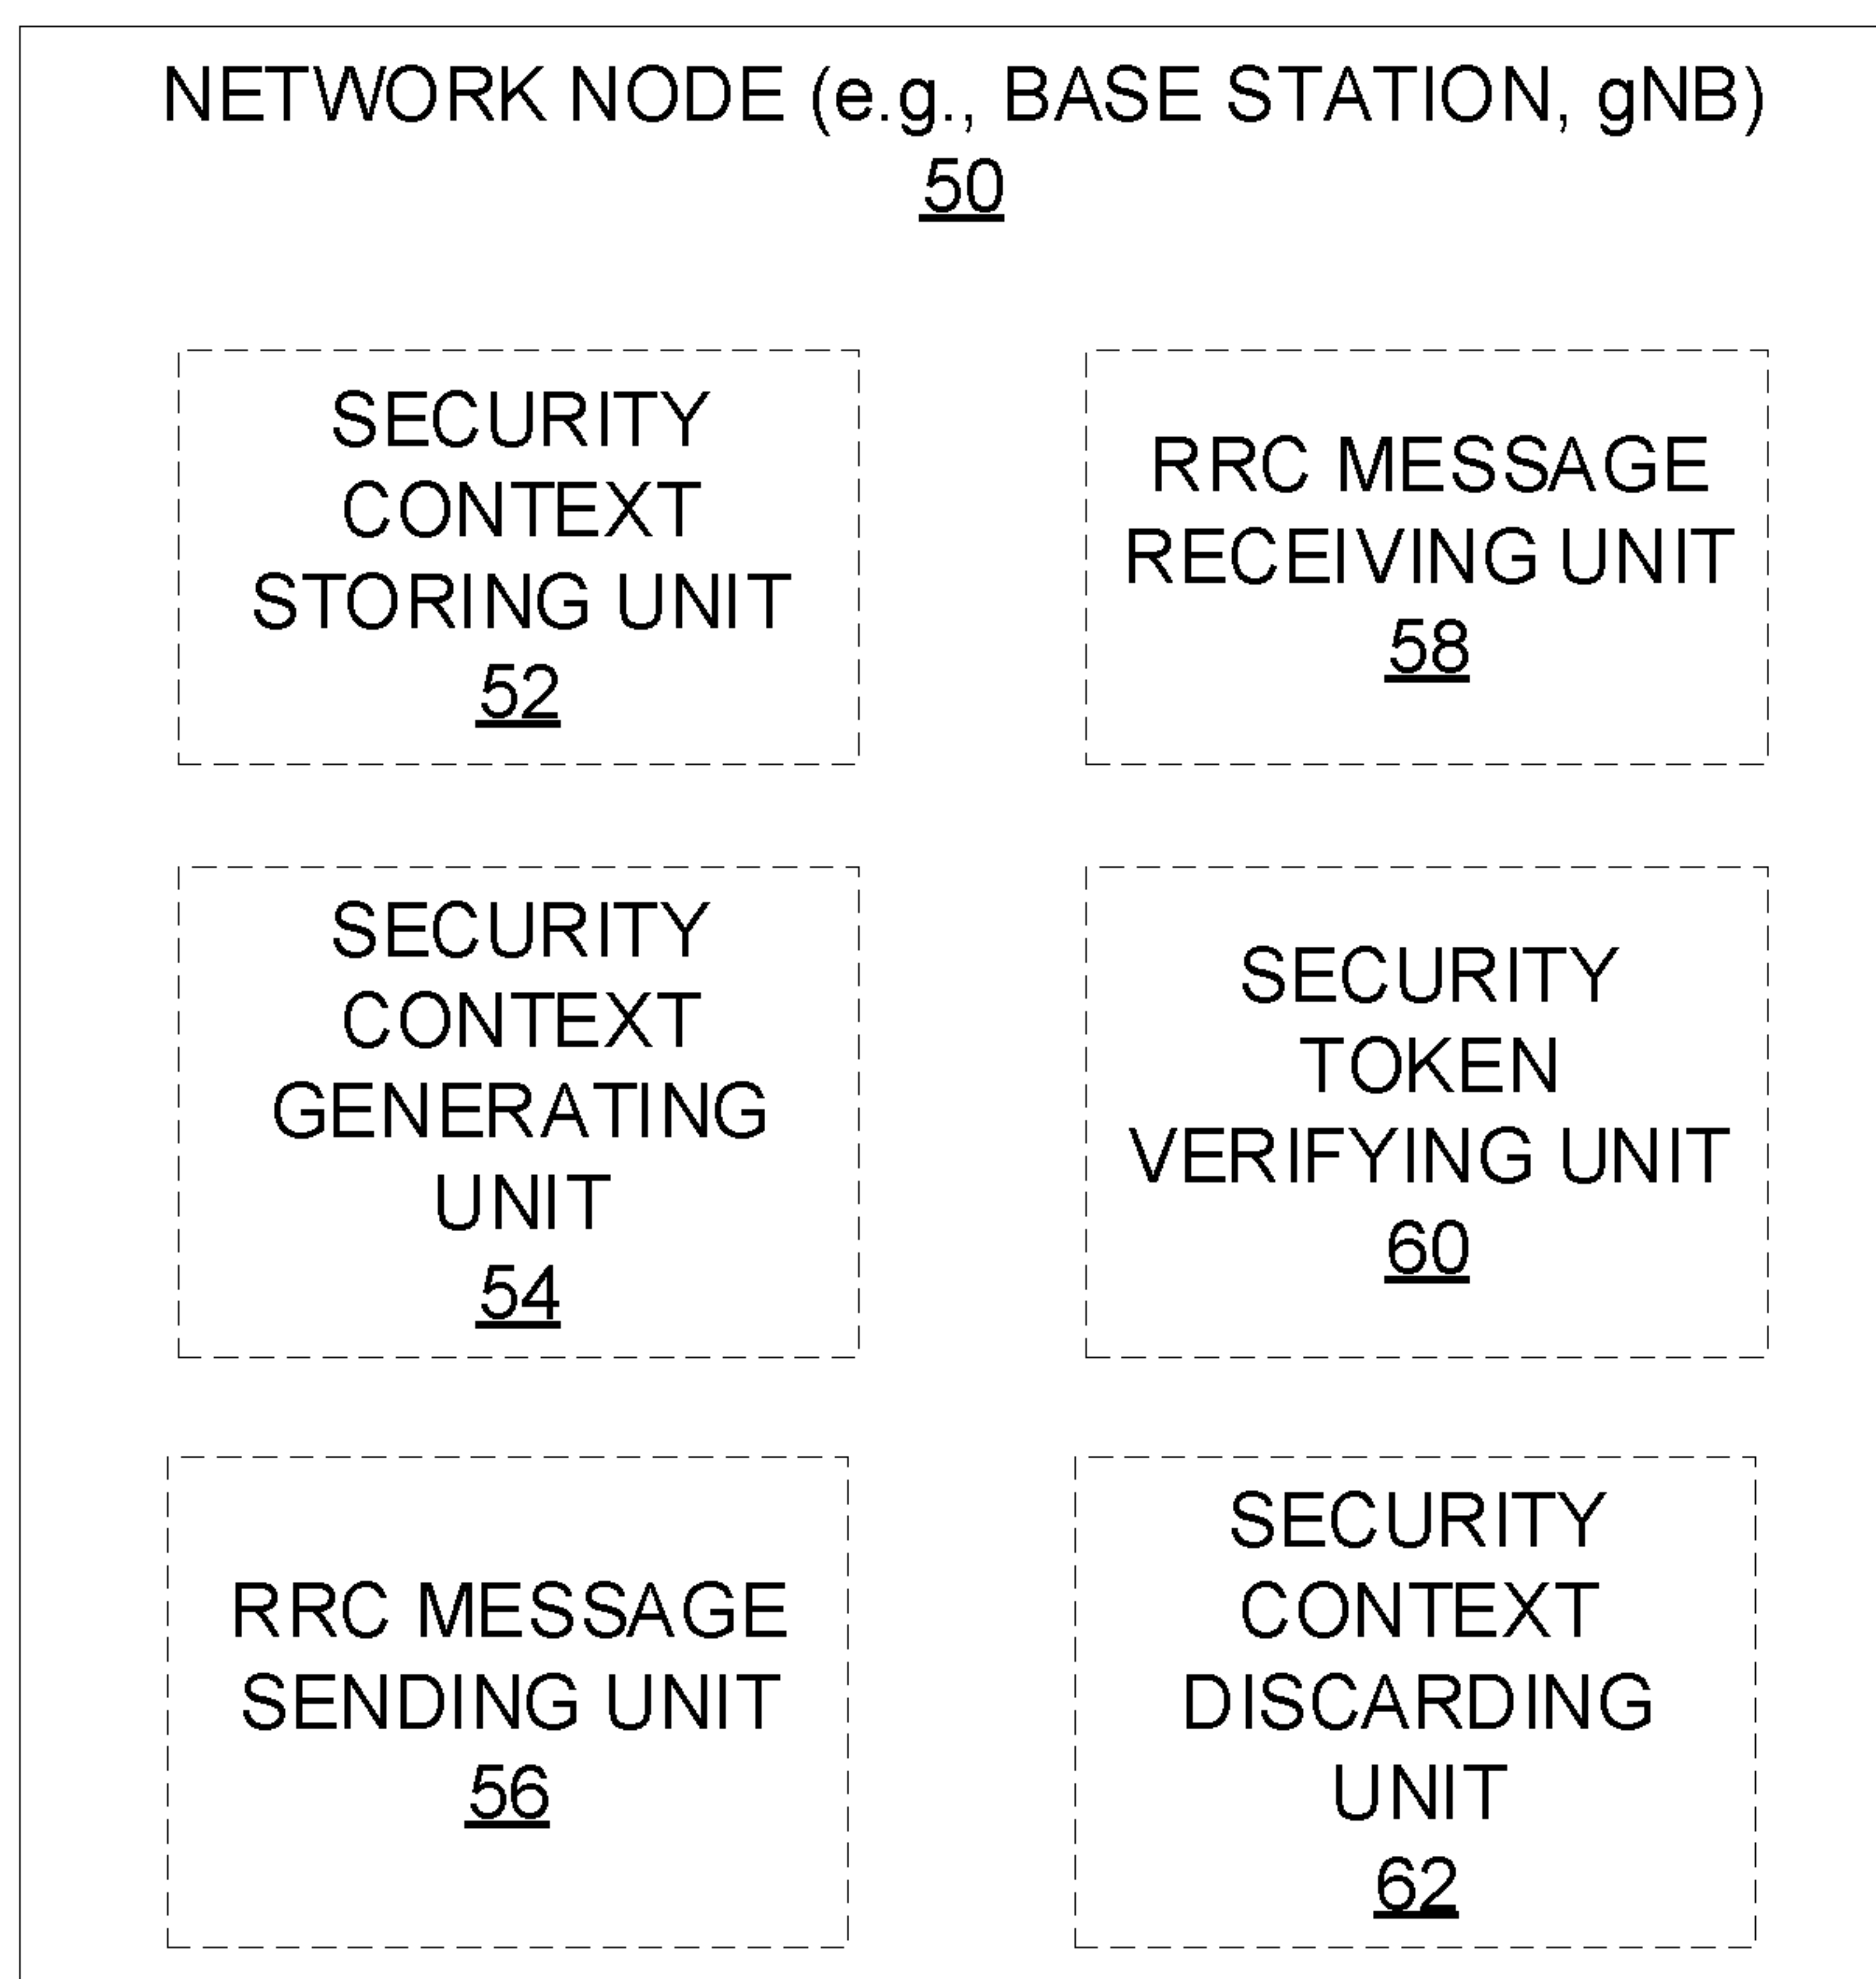 NETWORK NODE (e.g., BASE STATION, gNB)
50
SECURITY
CONTEXT
STORING UNIT
52
RRC MESSAGE
RECEIVING UNIT
58
SECURITY
CONTEXT
GENERATING
UNIT
54
SECURITY
TOKEN
VERIFYING UNIT
60
RRC MESSAGE
SENDING UNIT
56
SECURITY
CONTEXT
DISCARDING
UNIT
62